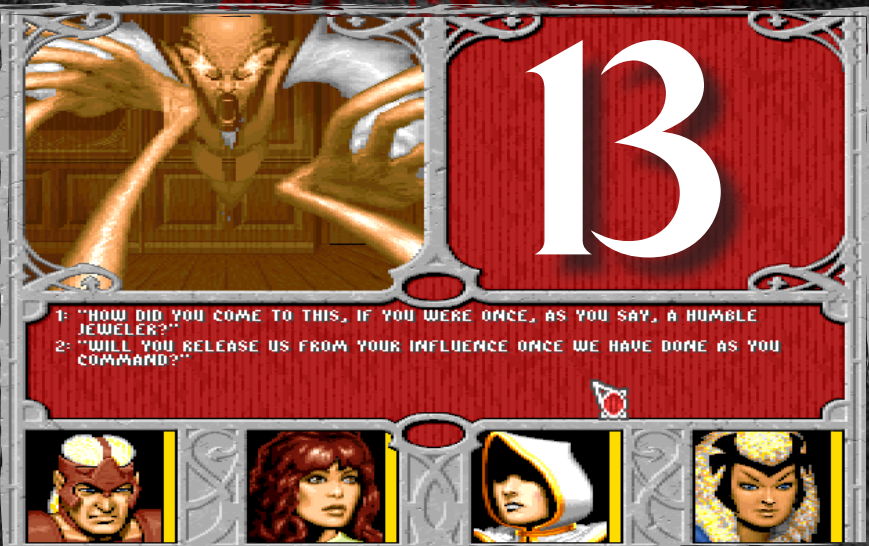 13
1: "HOW DID YOU COME TO THIS, IF YOU WERE ONCE, AS YOU SAY, A HUMBLE
JEWELER?"
2: "WILL YOU RELEASE US FROM YOUR INFLUENCE ONCE WE HAVE DONE AS YOU
COMMAND?"